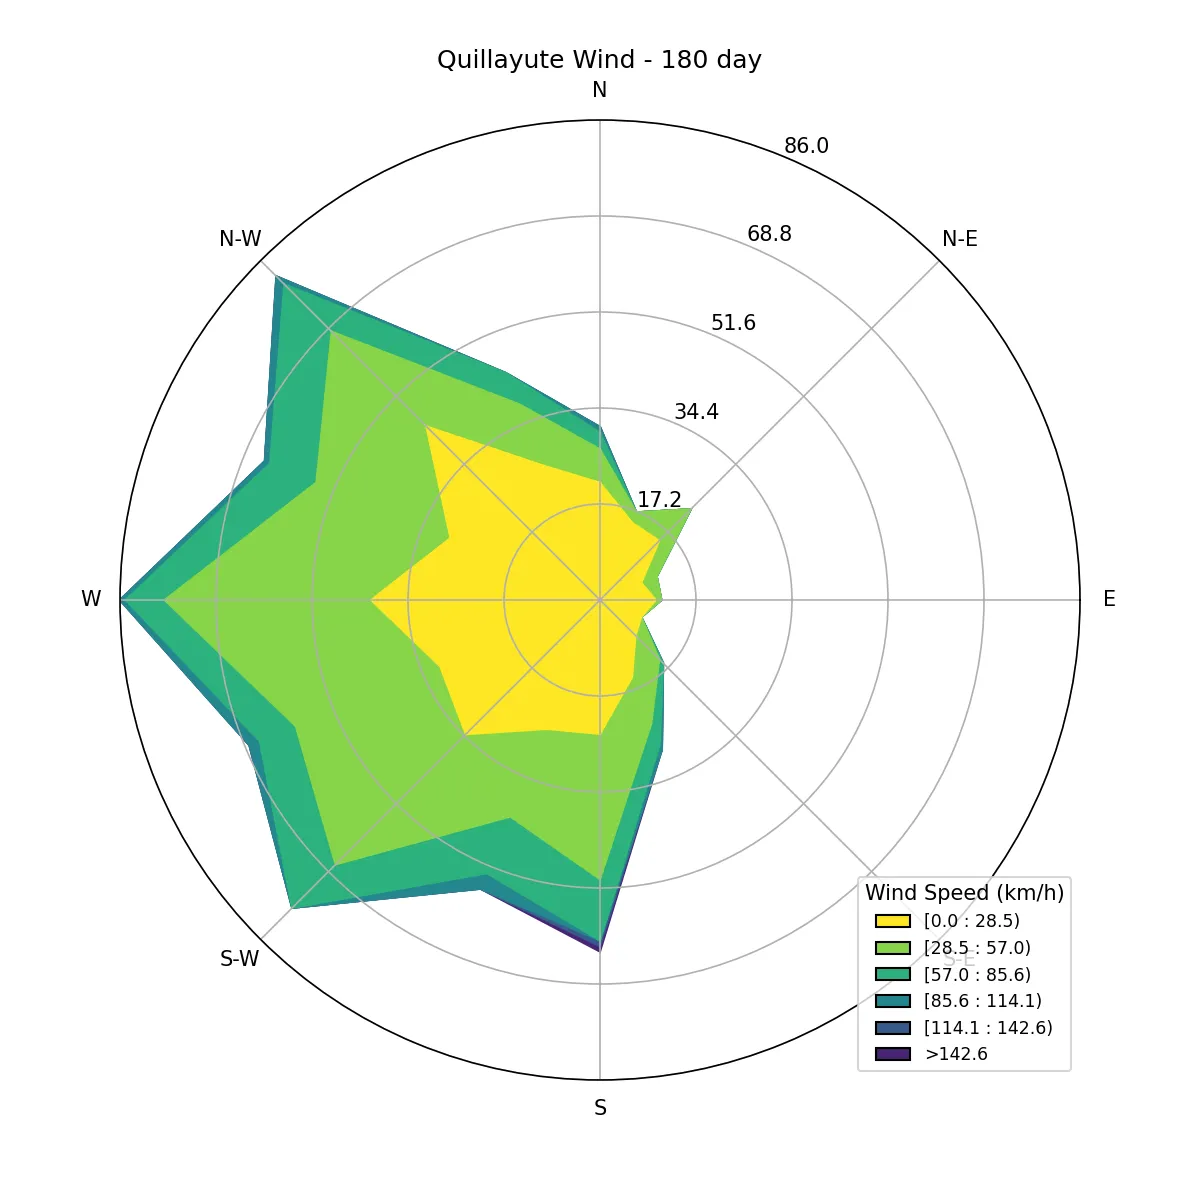 Quillayute Wind - 180 day
N
86.0
N-W
68.8
N-E
51.6
34.4
17.2
W
E
S-W
S-E
S
Wind Speed (km/h)
[0.0 : 28.5)
[28.5 : 57.0)
[57.0 : 85.6)
[85.6 : 114.1)
[114.1 : 142.6)
>142.6